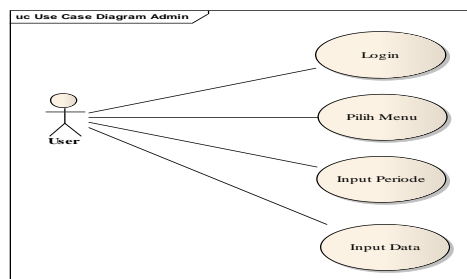 uc Use Case Diagram Admin
Login
Pilih Menu
User
Input Periode
Input Data